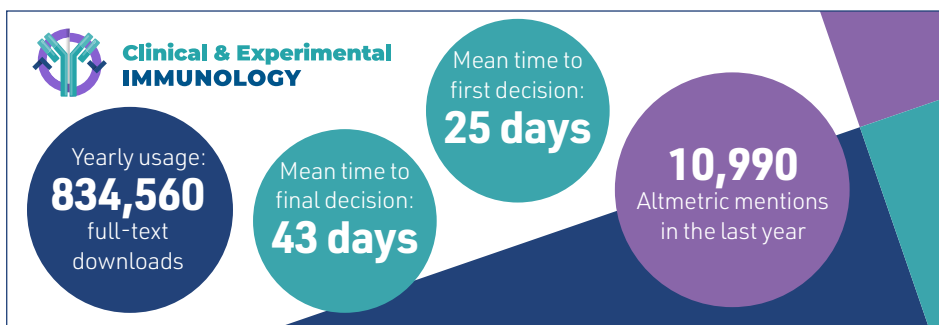 Clinical & Experimental
IMMUNOLOGY
Yearly usage:
834,560
full-text
downloads
Mean time to
final decision:
43 days
Mean time to
first decision:
25 days
10,990
Altmetric mentions
in the last year